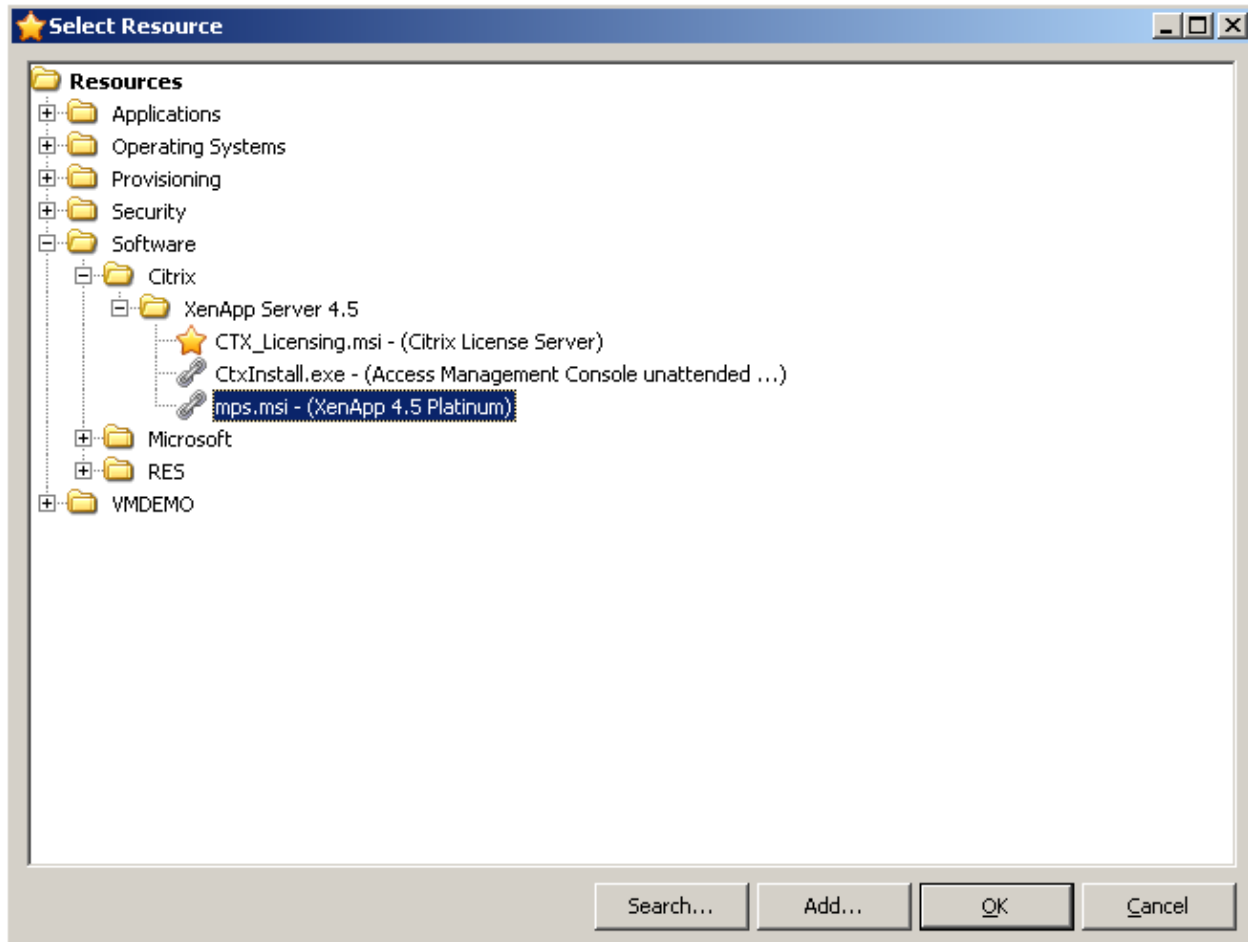 Select Resource
Resources
Applications
Operating Systems
Provisioning
Security
Software
Citrix
XenApp Server 4.5
CTX_Licensing.msi - (Citrix License Server)
CtxInstall.exe - (Access Management Console unattended ...)
mps.msi - (XenApp 4.5 Platinum)
Microsoft
RES
VMDEMO
Search... Add... OK Cancel